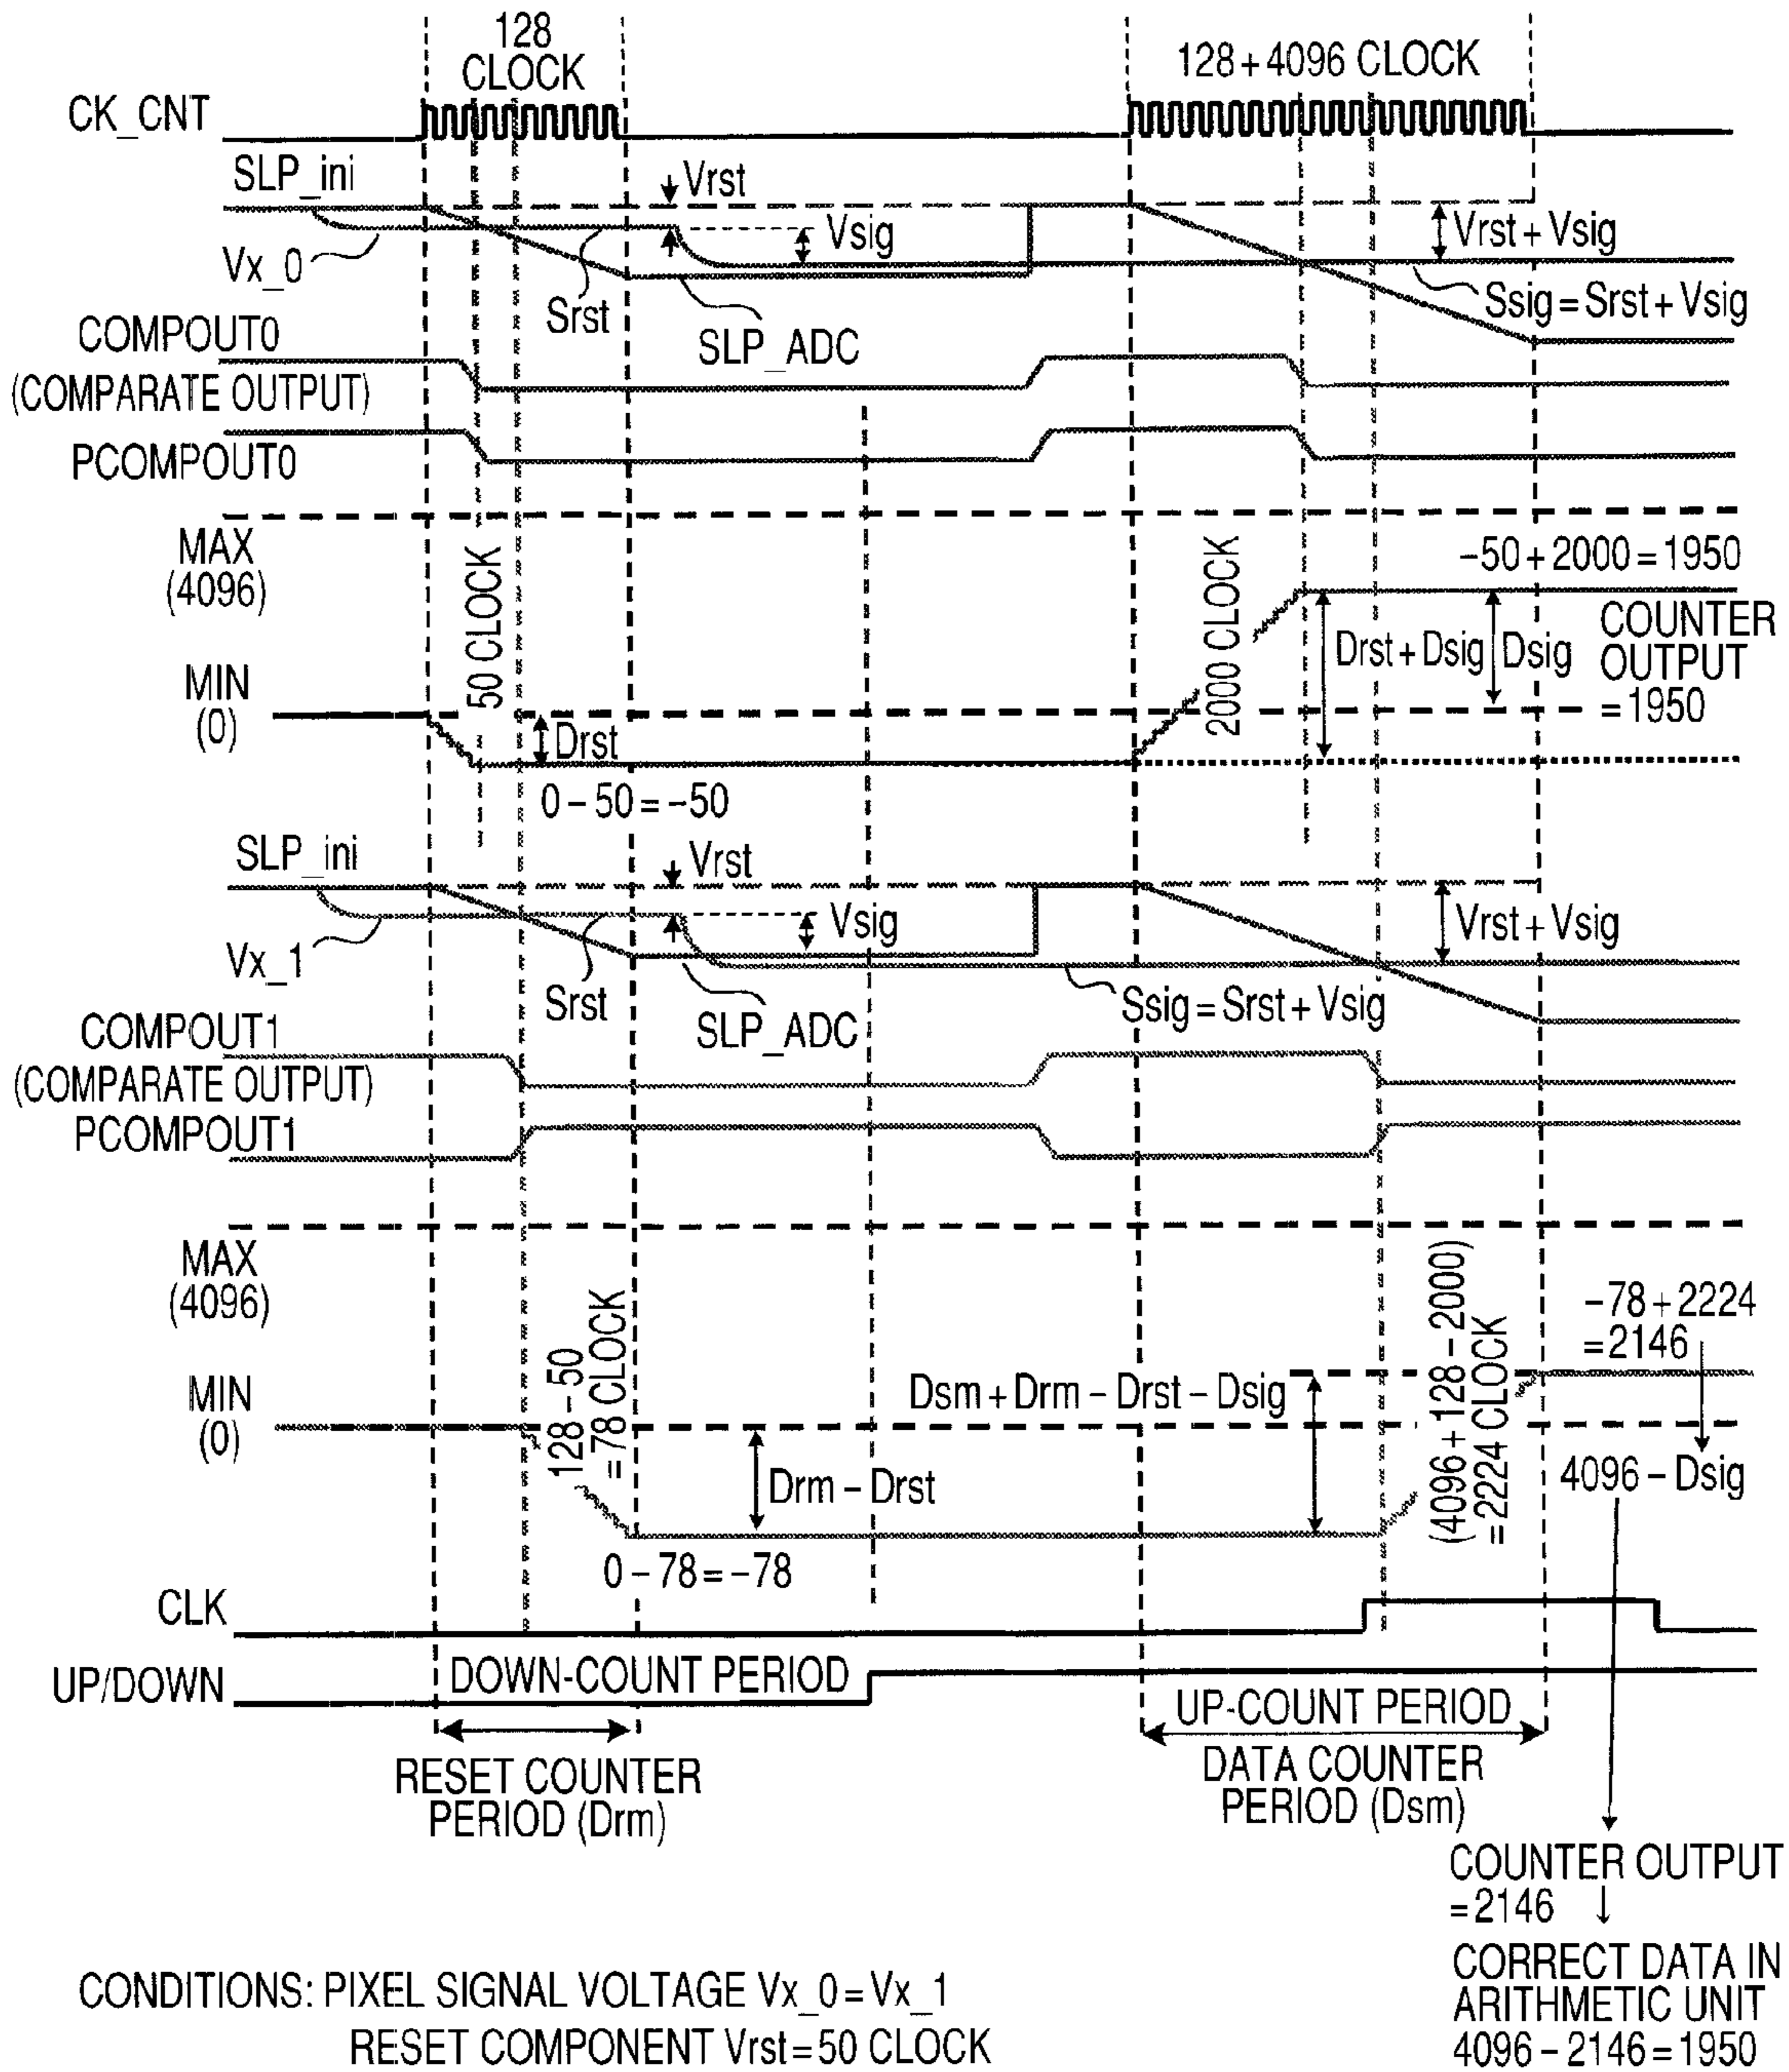 128
CLOCK
128+4096 CLOCK
CK_CNT
SLP_ini
Vrst
Vsig
Vrst+Vsig
Vx_0
Srst
SLP_ADC
Ssig=Srst+Vsig
COMPOUT0
(COMPARATE OUTPUT)
PCOMPOUT0
MAX
(4096)
50 CLOCK
2000 CLOCK
-50+2000=1950
Drst+Dsig
Dsig
COUNTER
OUTPUT
=1950
MIN
(0)
Drst
0-50=-50
SLP_ini
Vrst
Vsig
Vrst+Vsig
Vx_1
Srst
SLP_ADC
Ssig=Srst+Vsig
COMPOUT1
(COMPARATE OUTPUT)
PCOMPOUT1
MAX
(4096)
128-50
=78 CLOCK
(4096+128-2000)
=2224 CLOCK
-78+2224
=2146
MIN
(0)
Dsm+Drm-Drst-Dsig
Drm-Drst
4096-Dsig
0-78=-78
CLK
UP/DOWN
DOWN-COUNT PERIOD
UP-COUNT PERIOD
RESET COUNTER
PERIOD (Drm)
DATA COUNTER
PERIOD (Dsm)
COUNTER OUTPUT
=2146
CORRECT DATA IN
ARITHMETIC UNIT
4096-2146=1950
CONDITIONS: PIXEL SIGNAL VOLTAGE Vx_0=Vx_1
RESET COMPONENT Vrst=50 CLOCK